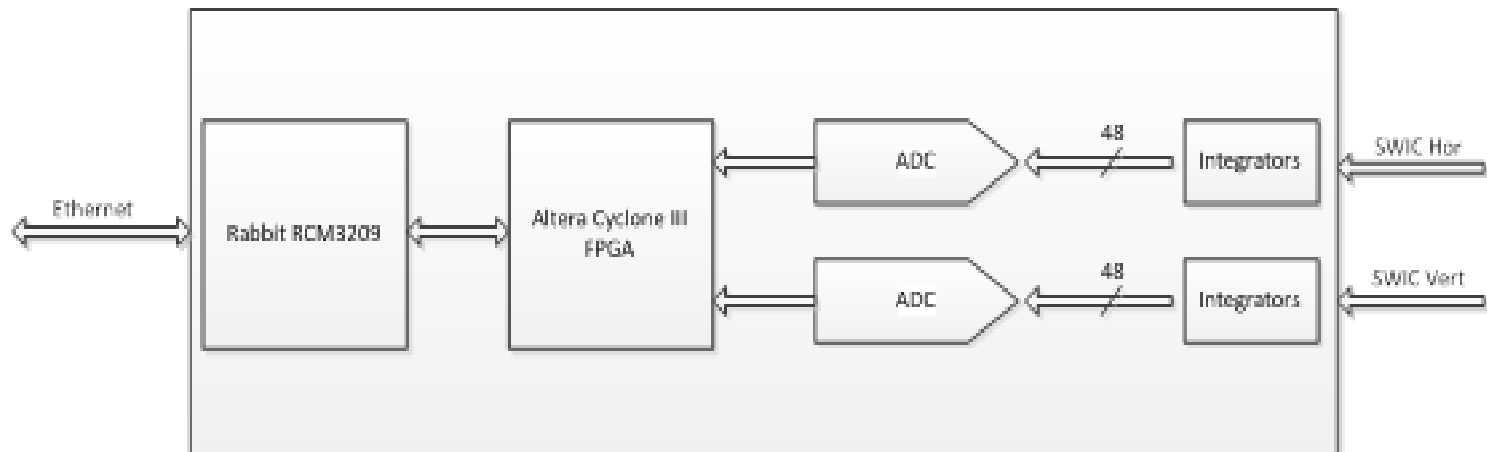 48
SWIC Hor
ADC
Integrators
Ethernet
Rabbit RCM3209
Altera Cyclone III
FPGA
48
SWIC Vert
ADC
Integrators